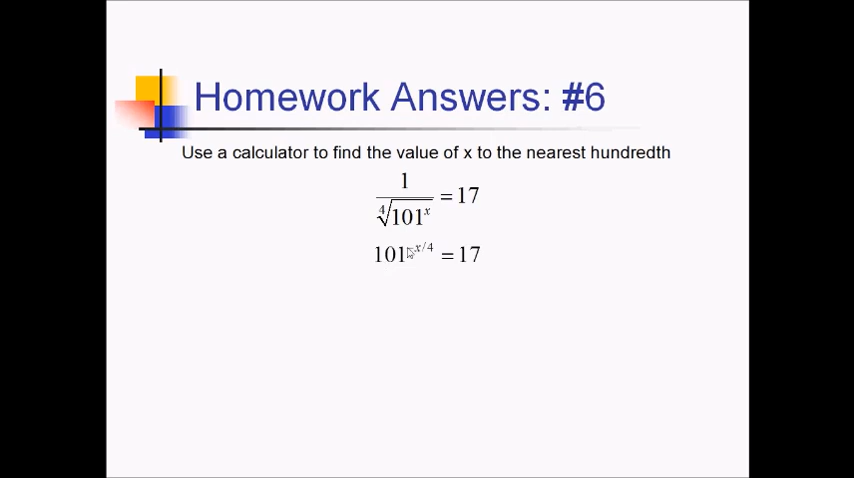 Homework Answers: #6
Use a calculator to find the value of x to the nearest hundredth
1
∜101ˣ = 17
101 x/4 = 17